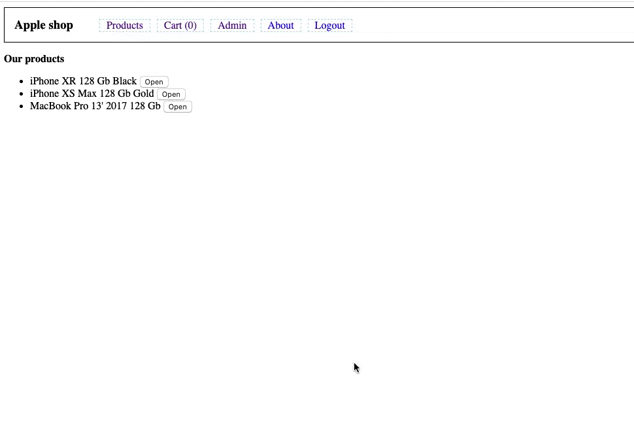 Apple shop Products Cart (0) Admin About Logout
Our products
iPhone XR 128 Gb Black Open
iPhone XS Max 128 Gb Gold Open
MacBook Pro 13' 2017 128 Gb Open